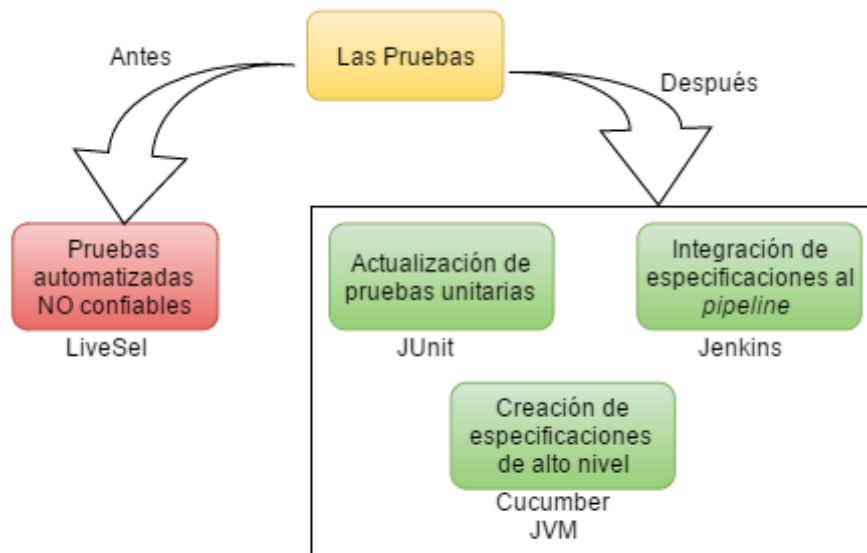 Las Pruebas
Antes
Después
Pruebas
automatizadas
NO confiables
LiveSel
Actualización de
pruebas unitarias
JUnit
Integración de
especificaciones al
pipeline
Jenkins
Creación de
especificaciones
de alto nivel
Cucumber
JVM